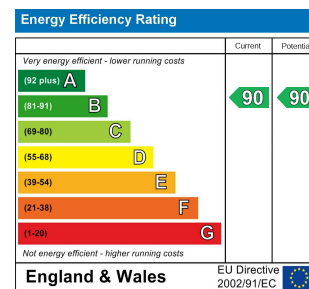 Energy Efficiency Rating
Current Potentia
Very energy efficient - lower running costs
(92 plus) A
(81-91) B 90 90
(69-80) C
(55-68) D
(39-54) E
(21-38) F
(1-20) G
Not energy efficient - higher running costs
England & Wales
EU Directive
2002/91/EC